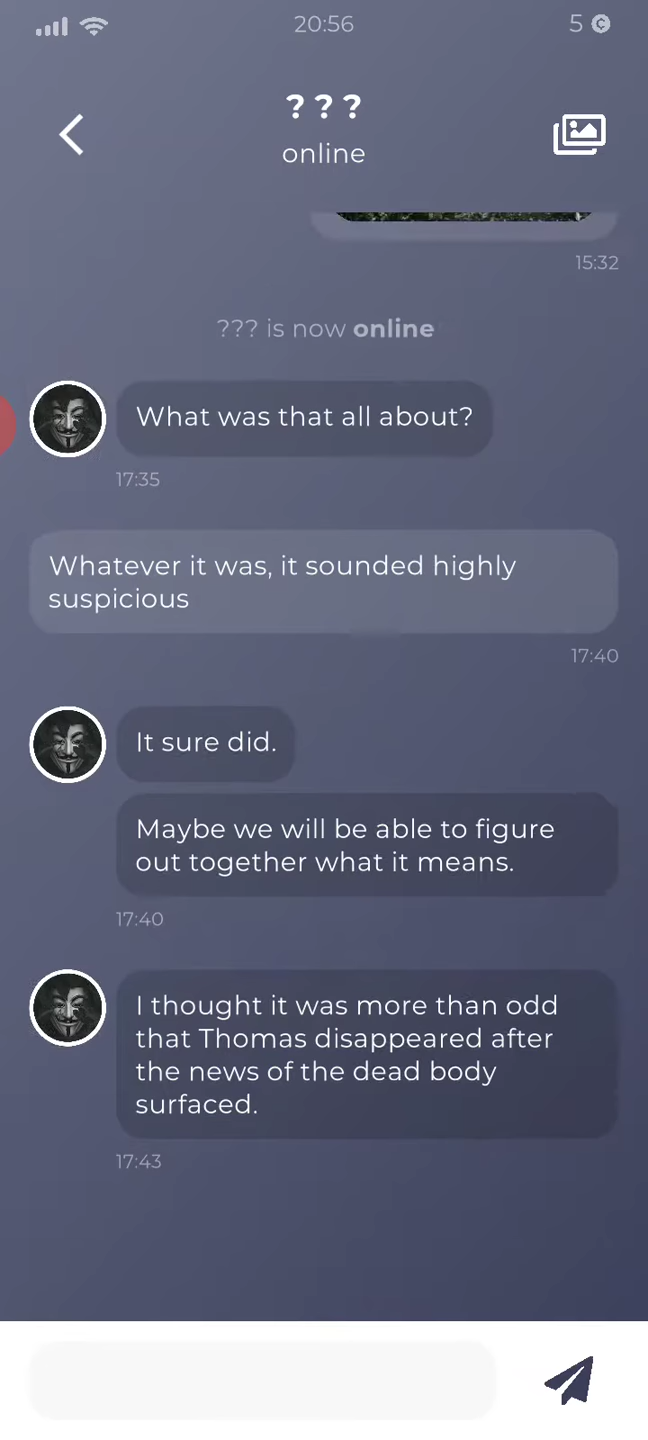 20:56
5
? ? ?
online
15:32
??? is now online
What was that all about?
17:35
Whatever it was, it sounded highly
suspicious
17:40
It sure did.
Maybe we will be able to figure
out together what it means.
17:40
I thought it was more than odd
that Thomas disappeared after
the news of the dead body
surfaced.
17:43